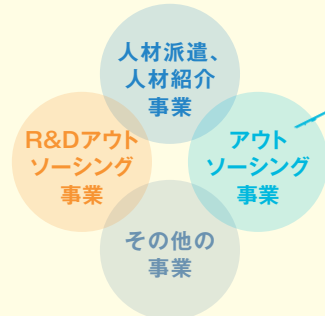 人材派遣、
人材紹介
事業
R&Dアウト
ソーシング
事業
アウト
ソーシング
事業
その他の
事業